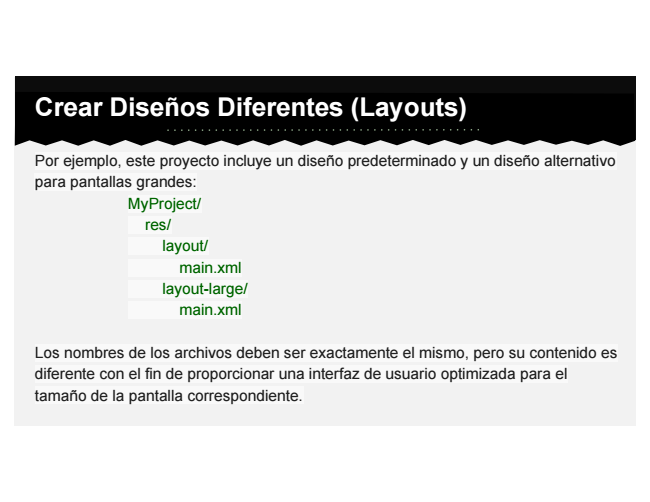 Crear Diseños Diferentes (Layouts)
Por ejemplo, este proyecto incluye un diseño predeterminado y un diseño alternativo
para pantallas grandes:
MyProject/
res/
layout/
main.xml
layout-large/
main.xml
Los nombres de los archivos deben ser exactamente el mismo, pero su contenido es
diferente con el fin de proporcionar una interfaz de usuario optimizada para el
tamaño de la pantalla correspondiente.